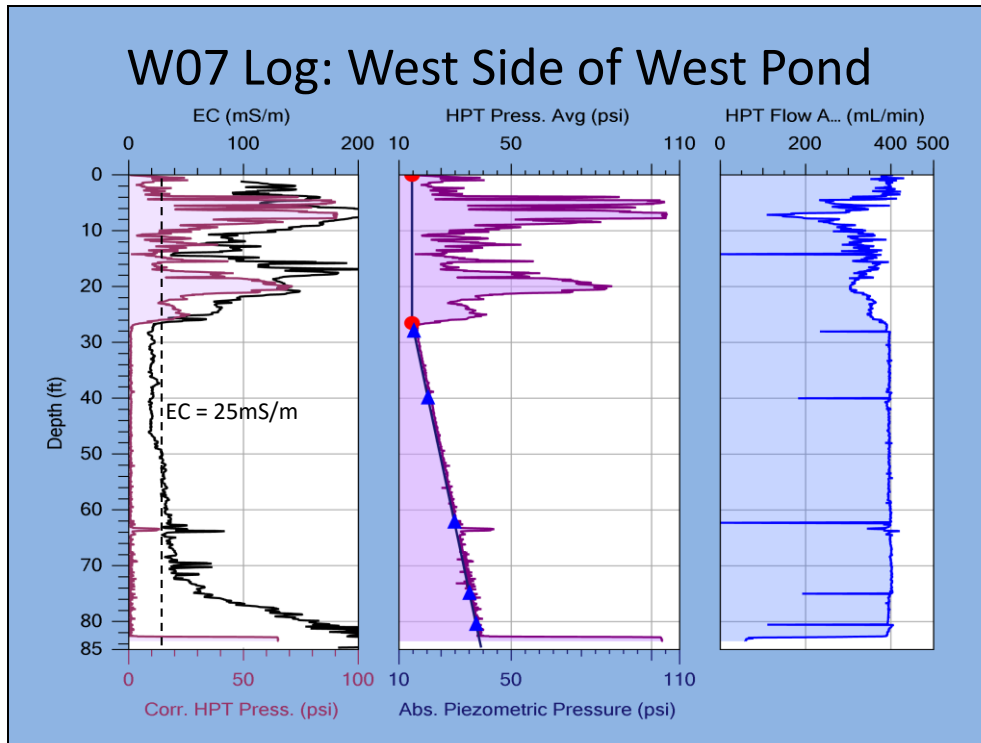 W07 Log: West Side of West Pond
EC (mS/m)
HPT Press. Avg (psi)
HPT Flow A... (mL/min)
0 100 200
10 50 110
0 200 400 500
0
10
20
30
40
50
60
70
80
85
Depth (ft)
EC = 25mS/m
0 50 100
10 50 110
Corr. HPT Press. (psi)
Abs. Piezometric Pressure (psi)